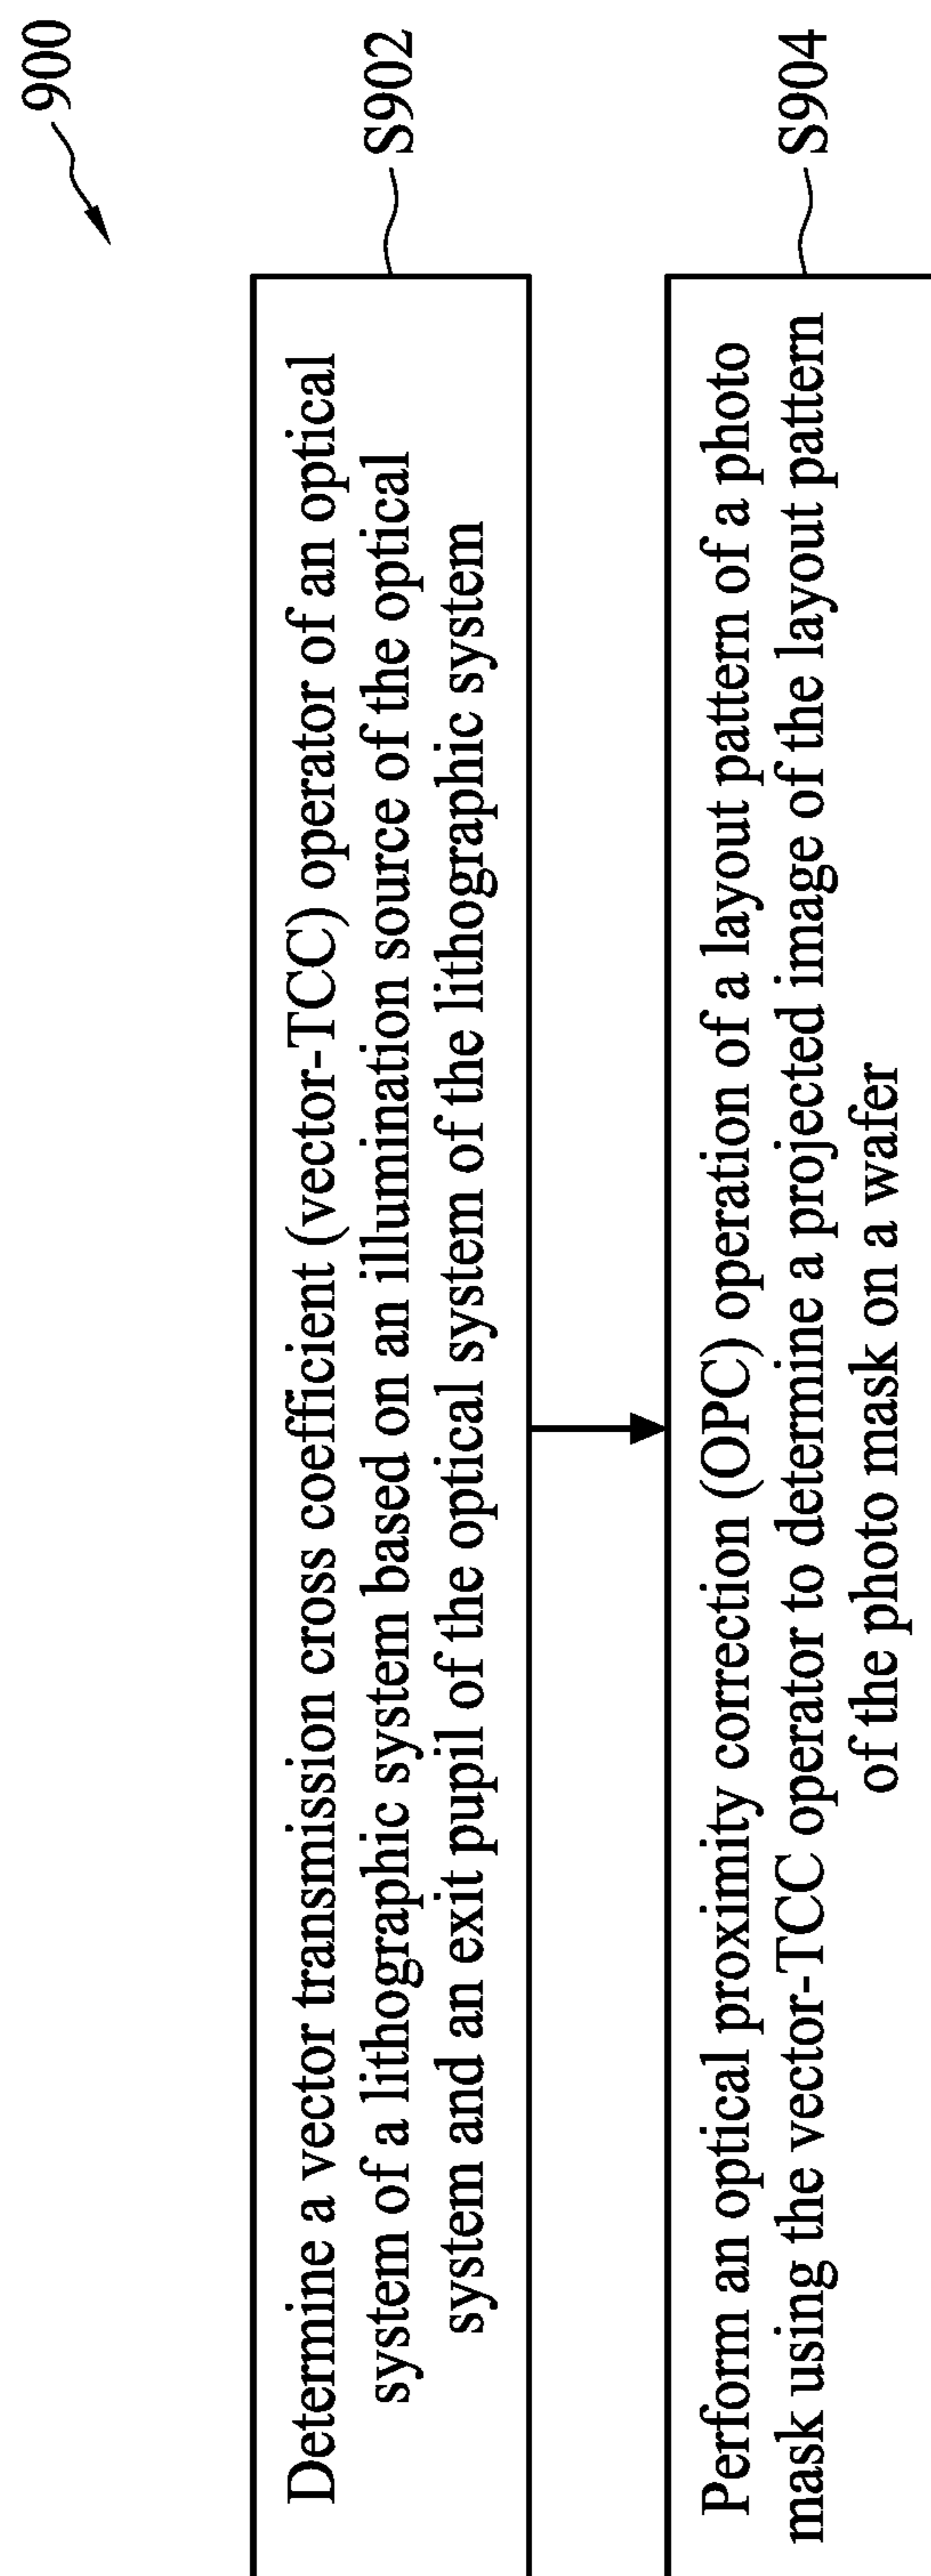 900
S902
Determine a vector transmission cross coefficient (vector-TCC) operator of an optical
system of a lithographic system based on an illumination source of the optical
system and an exit pupil of the optical system of the lithographic system
S904
Perform an optical proximity correction (OPC) operation of a layout pattern of a photo
mask using the vector-TCC operator to determine a projected image of the layout pattern
of the photo mask on a wafer